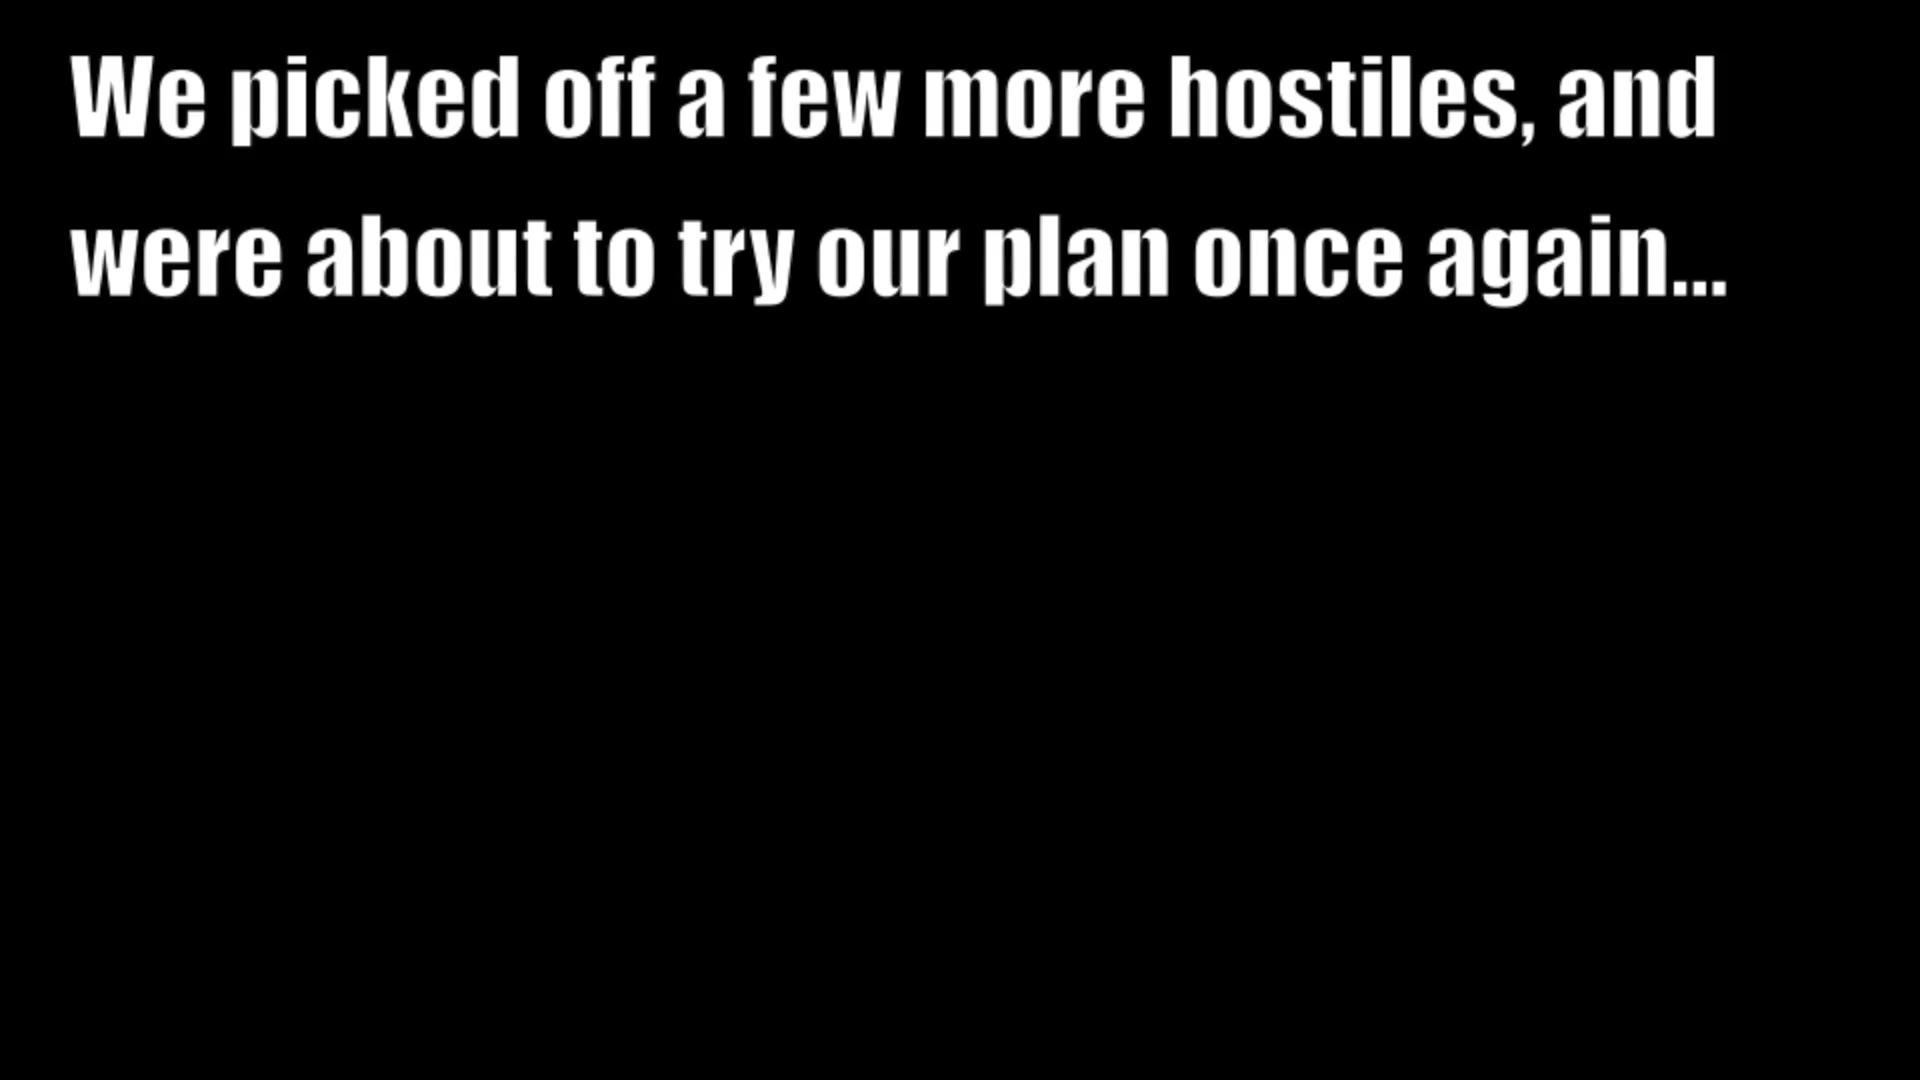 We picked off a few more hostiles, and
were about to try our plan once again...